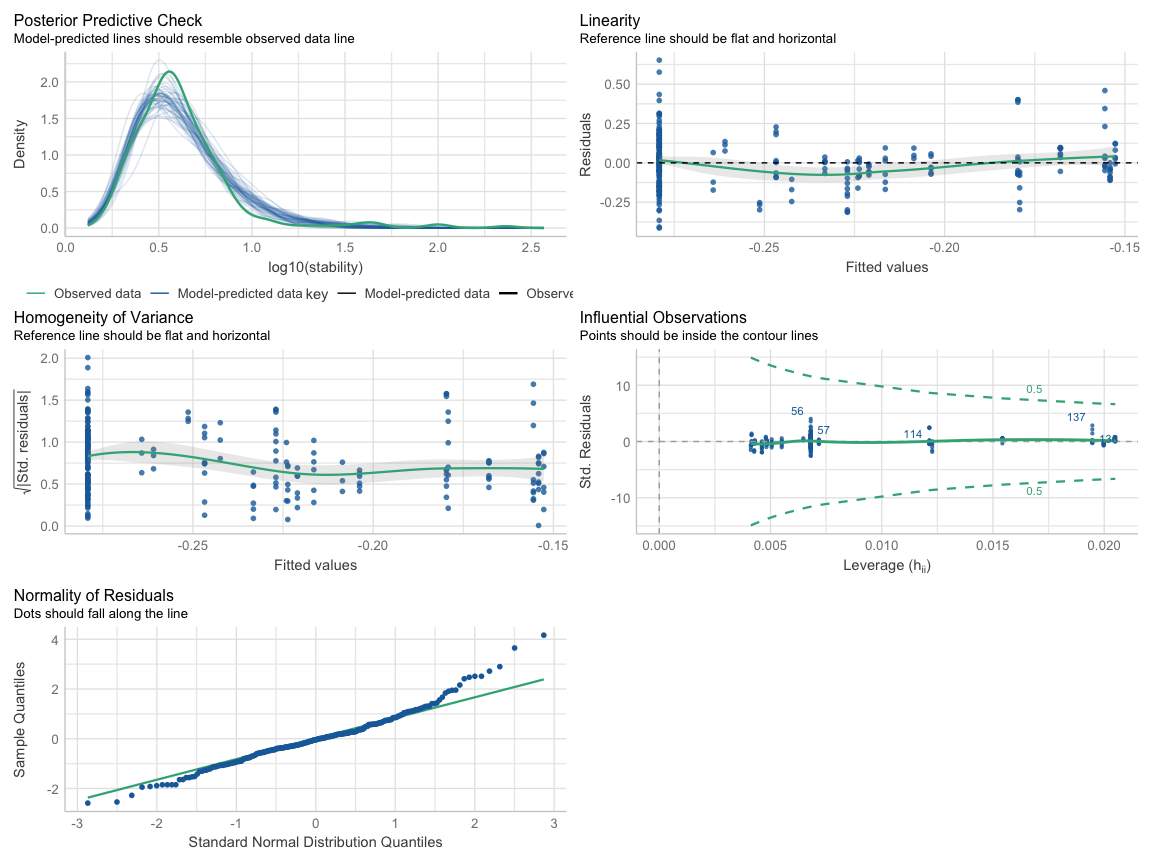 Posterior Predictive Check
Model-predicted lines should resemble observed data line
Density
2.0
1.5
1.0
0.5
0.0
0.0 0.5 1.0 1.5 2.0 2.5
log10(stability)
Observed data Model-predicted data key Model-predicted data Observe
Linearity
Reference line should be flat and horizontal
Residuals
0.50
0.25
0.00
-0.25
-0.25 -0.20 -0.15
Fitted values
Homogeneity of Variance
Reference line should be flat and horizontal
√|Std. residuals|
2.0
1.5
1.0
0.5
0.0
-0.25 -0.20 -0.15
Fitted values
Influential Observations
Points should be inside the contour lines
Std. Residuals
10
0
-10
0.5
56
57
114
137
0.5
0.000 0.005 0.010 0.015 0.020
Leverage (hii)
Normality of Residuals
Dots should fall along the line
Sample Quantiles
4
2
0
-2
-3 -2 -1 0 1 2 3
Standard Normal Distribution Quantiles